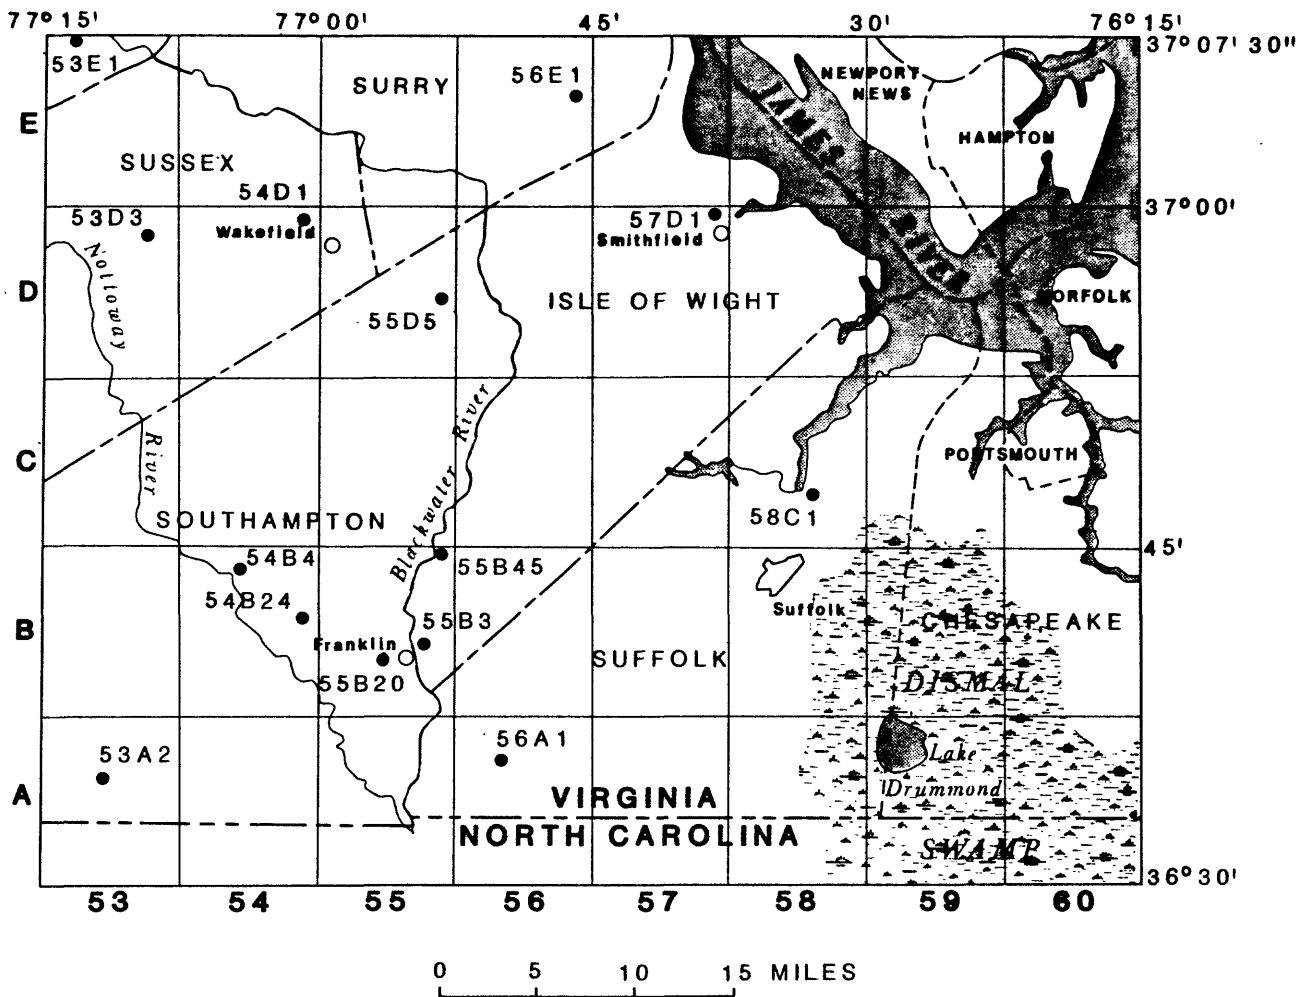 77°15' 77°00' 45' 30' 76°15'
37°07'30"
53E1
SURRY
56E1
NEWPORT
NEWS
JAMES
E
HAMPTON
SUSSEX
54D1
53D3
57D1
37°00'
Wakefield
Smithfield
RIVER
Nottoway
D
ISLE OF WIGHT
NORFOLK
55D5
River
C
River
PORTSMOUTH
Blackwater
58C1
SOUTHAMPTON
45'
54B4
55B45
54B24
Suffolk
55B3
CHESAPEAKE
B
Franklin
SUFFOLK
55B20
DISMAL
53A2
56A1
Lake
Drummond
A
VIRGINIA
NORTH CAROLINA
SWAMP
36°30'
53 54 55 56 57 58 59 60
0 5 10 15 MILES